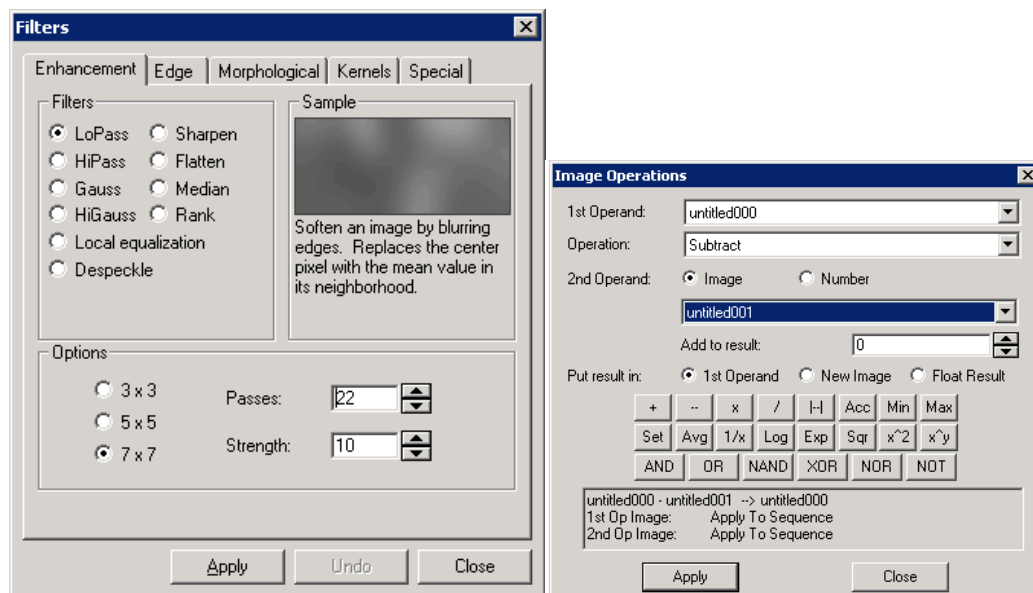 Filters
Enhancement Edge Morphological Kernels Special
Filters
LoPass Sharpen
HiPass Flatten
Gauss Median
HiGauss Rank
Local equalization
Despeckle
Sample
Soften an image by blurring
edges. Replaces the center
pixel with the mean value in
its neighborhood.
Options
3 x 3
5 x 5
7 x 7
Passes: 22
Strength: 10
Apply Undo Close
Image Operations
1st Operand: untitled000
Operation: Subtract
2nd Operand: Image Number
untitled001
Add to result: 0
Put result in: 1st Operand New Image Float Result
+ -- x / |--| Acc Min Max
Set Avg 1/x Log Exp Sqr x^2 x^y
AND OR NAND XOR NOR NOT
untitled000 - untitled001 --> untitled000
1st Op Image: Apply To Sequence
2nd Op Image: Apply To Sequence
Apply Close